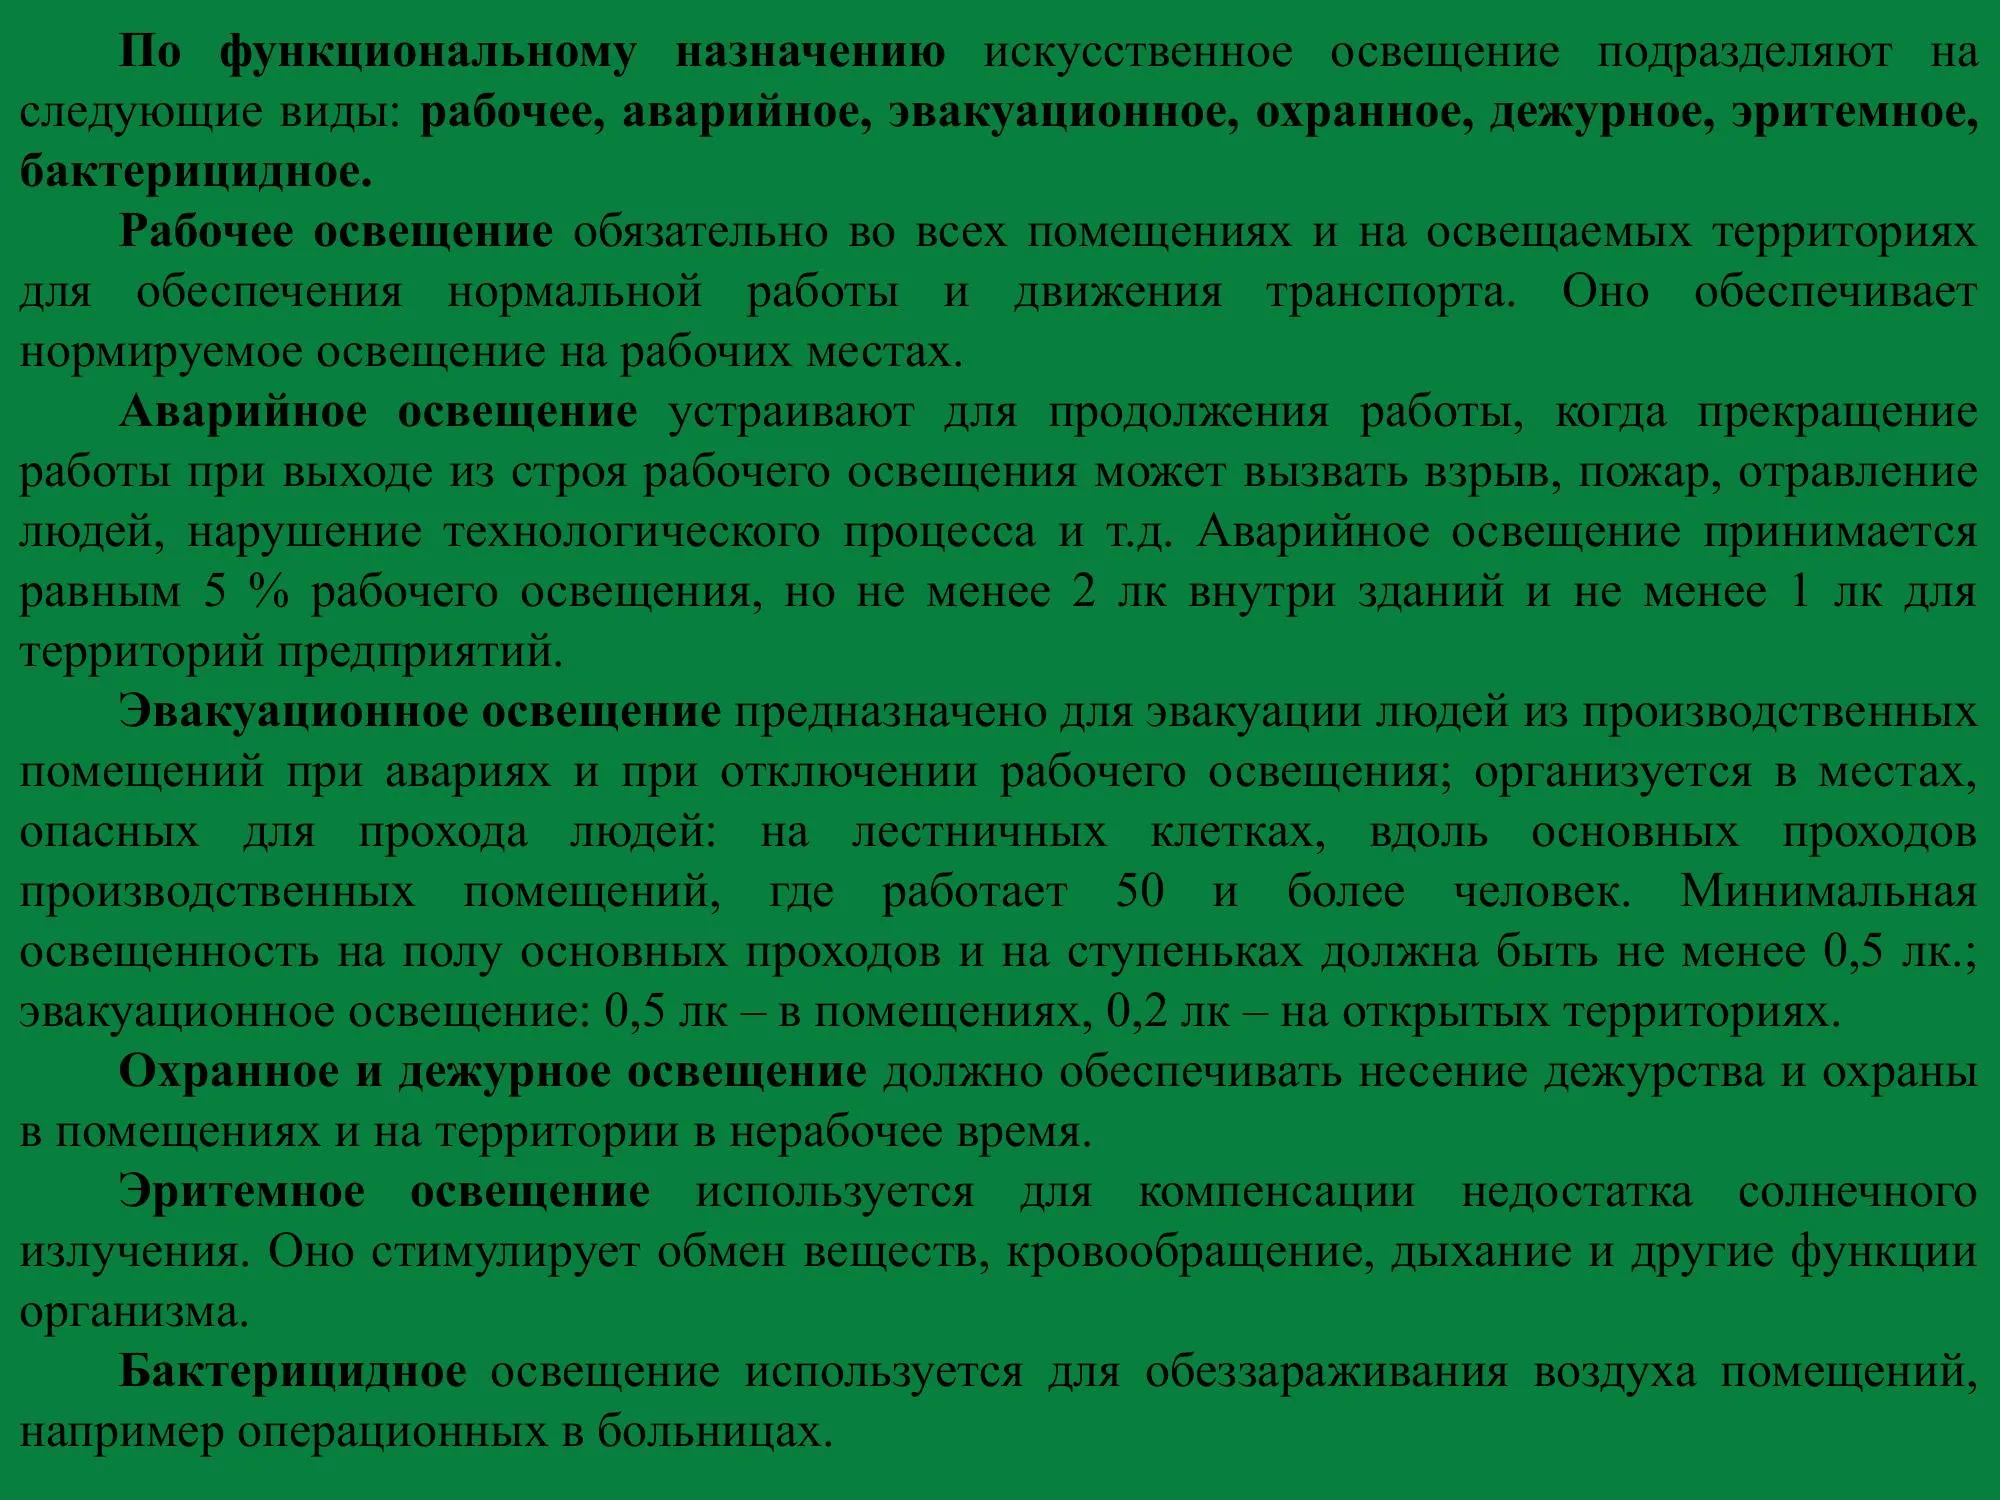 По функциональному назначению искусственное освещение подразделяют на
следующие виды: рабочее, аварийное, эвакуационное, охранное, дежурное, эритемное,
бактерицидное.
Рабочее освещение обязательно во всех помещениях и на освещаемых территориях
для обеспечения нормальной работы и движения транспорта. Оно обеспечивает
нормируемое освещение на рабочих местах.
Аварийное освещение устраивают для продолжения работы, когда прекращение
работы при выходе из строя рабочего освещения может вызвать взрыв, пожар, отравление
людей, нарушение технологического процесса и т.д. Аварийное освещение принимается
равным 5 % рабочего освещения, но не менее 2 лк внутри зданий и не менее 1 лк для
территорий предприятий.
Эвакуационное освещение предназначено для эвакуации людей из производственных
помещений при авариях и при отключении рабочего освещения; организуется в местах,
опасных для прохода людей: на лестничных клетках, вдоль основных проходов
производственных помещений, где работает 50 и более человек. Минимальная
освещенность на полу основных проходов и на ступеньках должна быть не менее 0,5 лк.;
эвакуационное освещение: 0,5 лк – в помещениях, 0,2 лк – на открытых территориях.
Охранное и дежурное освещение должно обеспечивать несение дежурства и охраны
в помещениях и на территории в нерабочее время.
Эритемное освещение используется для компенсации недостатка солнечного
излучения. Оно стимулирует обмен веществ, кровообращение, дыхание и другие функции
организма.
Бактерицидное освещение используется для обеззараживания воздуха помещений,
например операционных в больницах.